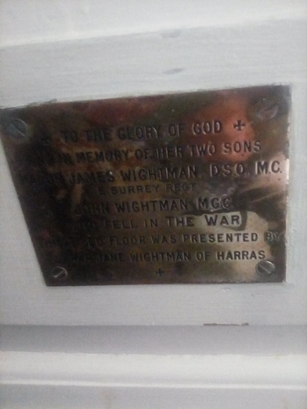 ✠ TO THE GLORY OF GOD ✠
IN MEMORY OF HER TWO SONS
JAMES WIGHTMAN. D.S.O. M.C.
SURREY REGT
JOHN WIGHTMAN M.G.C.
FELL IN THE WAR
FLOOR WAS PRESENTED BY
WIGHTMAN OF HARRAS
✠